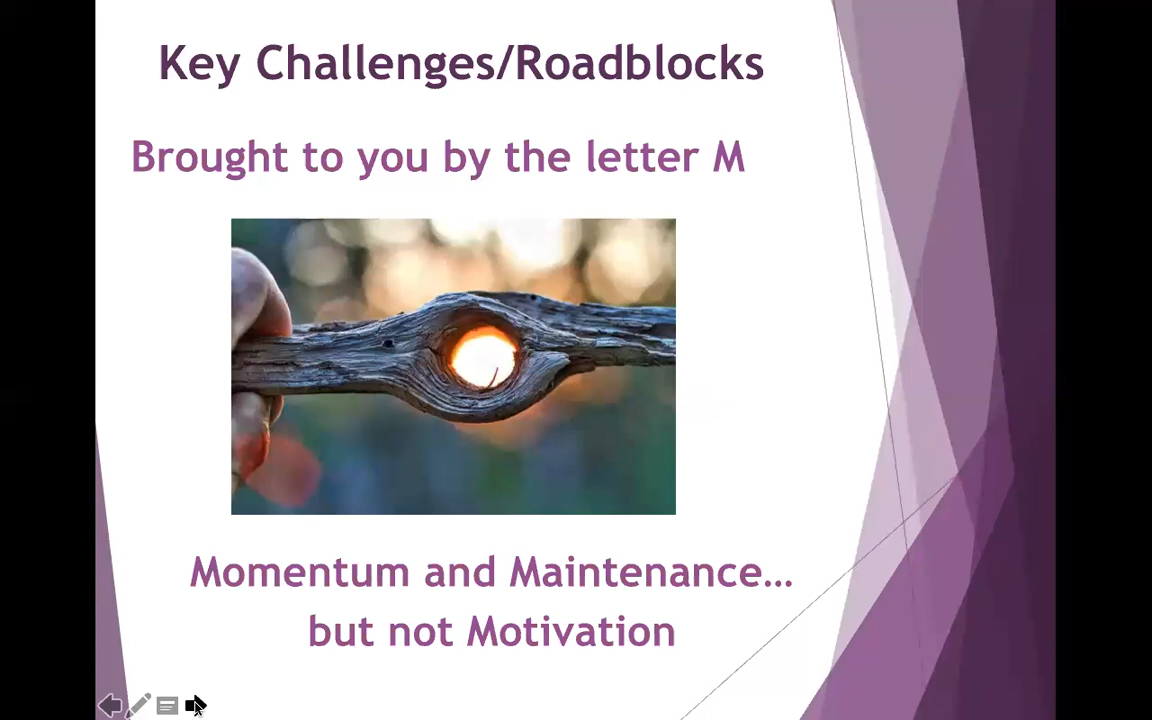 Key Challenges/Roadblocks
Brought to you by the letter M
Momentum and Maintenance...
but not Motivation